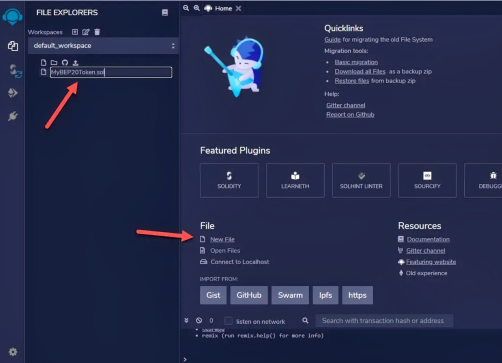 FILE EXPLORERS
Workspaces
default_workspace
MyBEP20Token.sol
Home
Quicklinks
Guide for migrating the old File System
Migration tools:
Basic migration
Download all Files as a backup zip
Restore files from backup zip
Help:
Gitter channel
Report on Github
Featured Plugins
SOLIDITY
LEARNETH
SOLHINT LINTER
SOURCIFY
DEBUGG
File
New File
Open Files
Connect to Localhost
IMPORT FROM:
Gist
GitHub
Swarm
Ipfs
https
Resources
Documentation
Gitter channel
Featuring website
Old experience
0
listen on network
Search with transaction hash or address
remix (run remix.help() for more info)
>